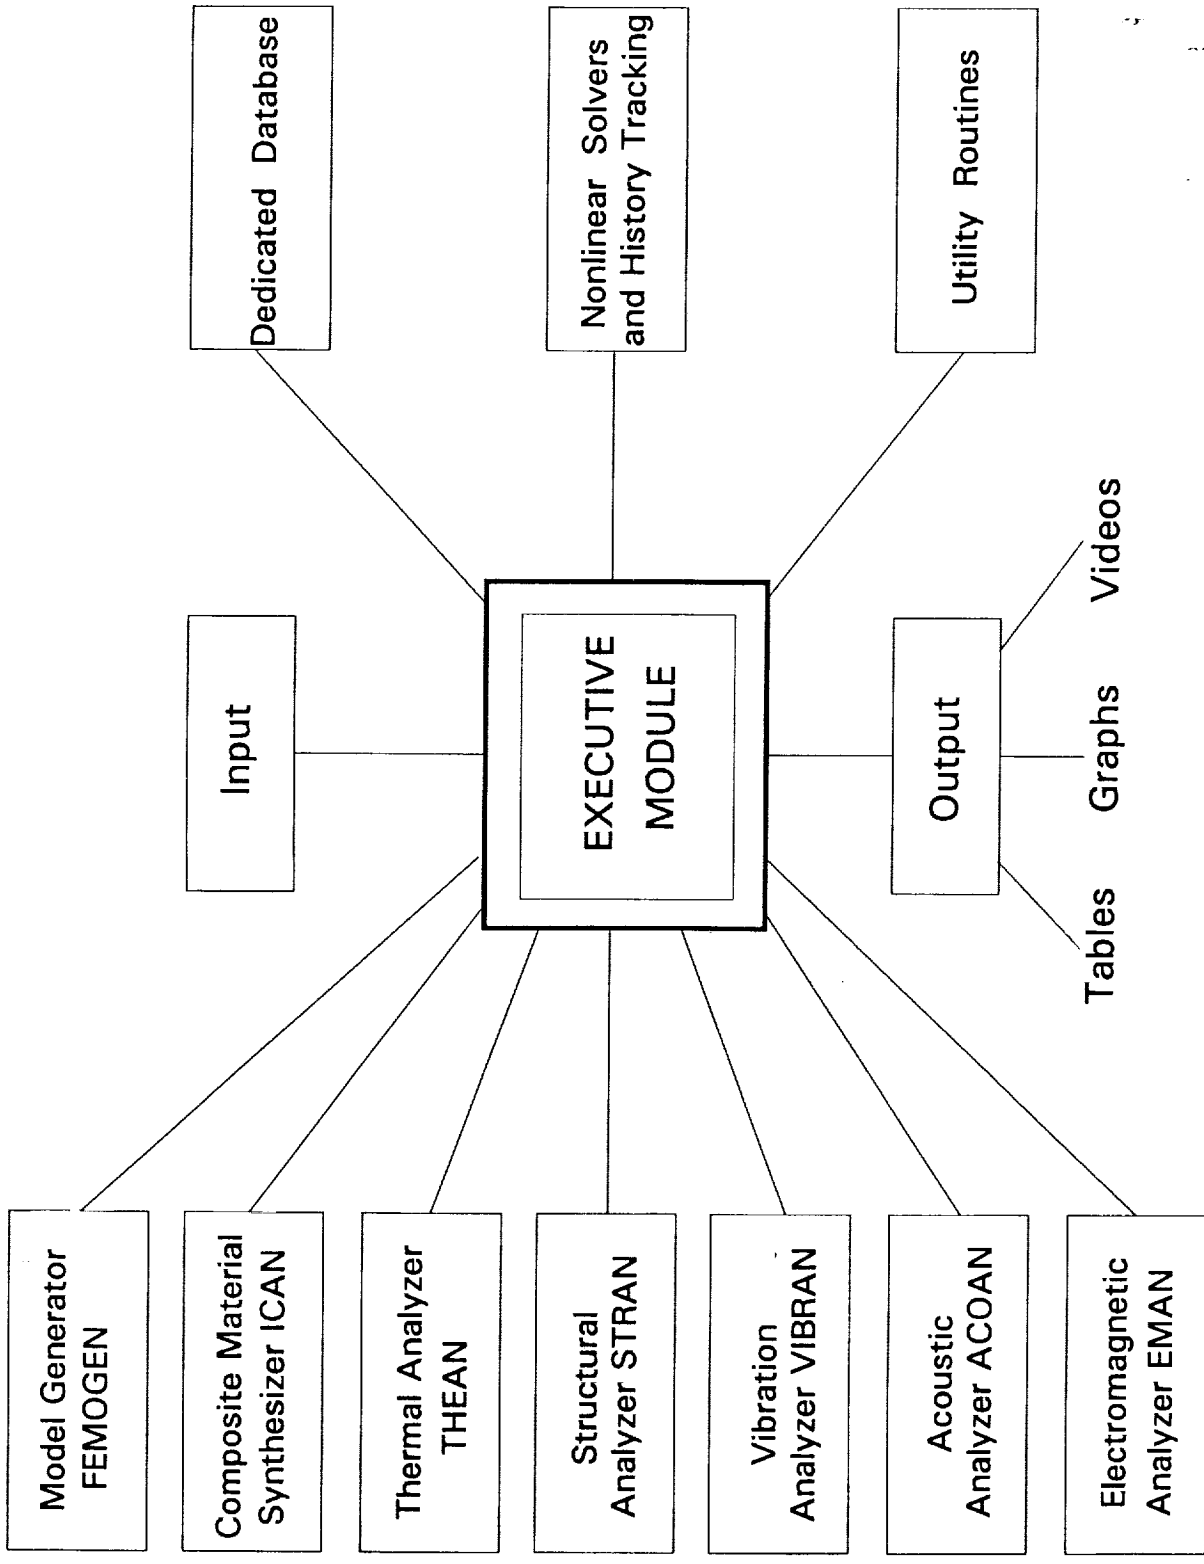 Model Generator
FEMOGEN
Composite Material
Synthesizer ICAN
Thermal Analyzer
THEAN
Structural
Analyzer STRAN
Vibration
Analyzer VIBRAN
Acoustic
Analyzer ACOAN
Electromagnetic
Analyzer EMAN
Input
EXECUTIVE
MODULE
Output
Tables
Graphs
Videos
Dedicated Database
Nonlinear Solvers
and History Tracking
Utility Routines